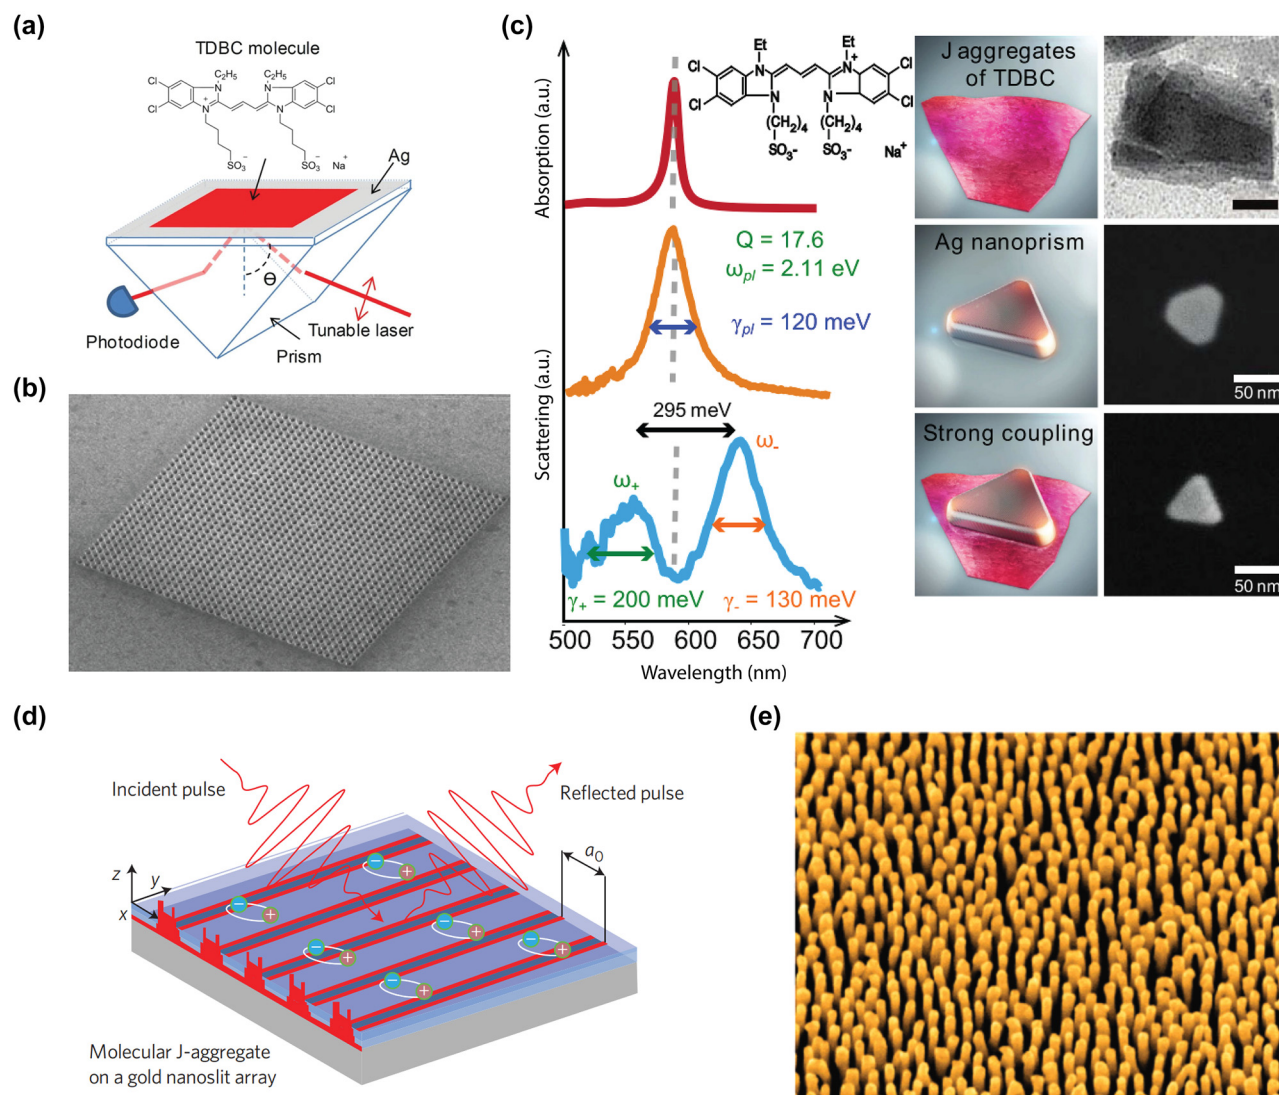 (a)
TDBC molecule
C₂H₅ C₂H₅
Cl N N Cl
Cl N⁺ N Cl
SO₃⁻ SO₃⁻ Na⁺
Ag
Θ
Photodiode
Tunable laser
Prism
(b)
(c)
Absorption (a.u.)
Et Et
Cl N N⁺ Cl
Cl N N Cl
(CH₂)₄ (CH₂)₄
SO₃- SO₃- Na⁺
Q = 17.6
ωpl = 2.11 eV
γpl = 120 meV
Scattering (a.u.)
295 meV
ω₊
ω₋
γ₊ = 200 meV
γ₋ = 130 meV
500 550 600 650 700
Wavelength (nm)
J aggregates
of TDBC
Ag nanoprism
50 nm
Strong coupling
50 nm
(d)
Incident pulse
Reflected pulse
a₀
z
y
x
− + − + − + − + − + − +
Molecular J-aggregate
on a gold nanoslit array
(e)